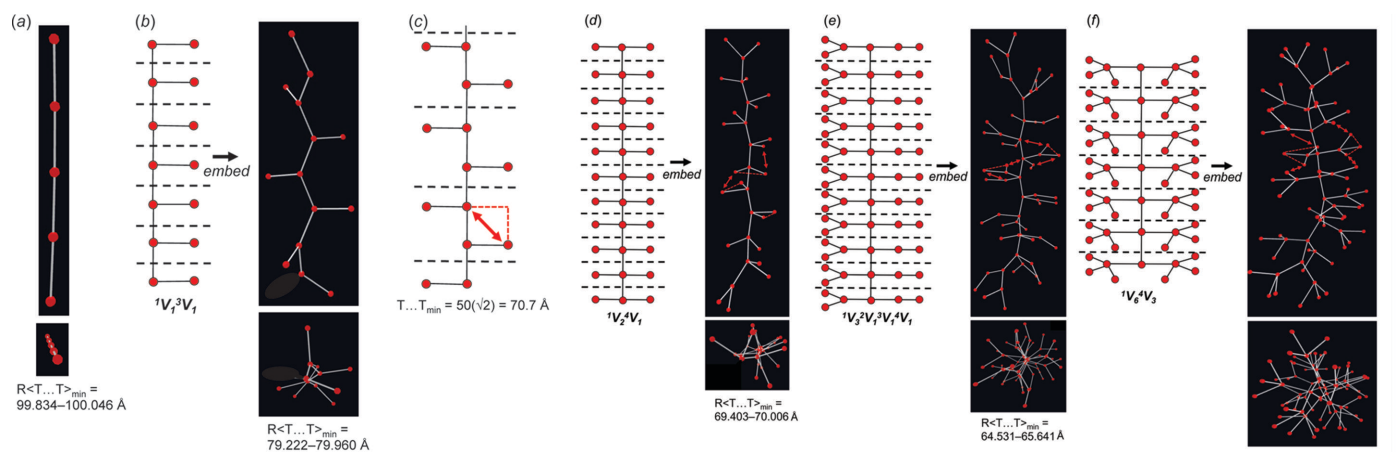 (a)
R<T...T>min =
99.834–100.046 Å
(b)
embed
¹V₁³V₁
R<T...T>min =
79.222–79.960 Å
(c)
T...Tmin = 50(√2) = 70.7 Å
(d)
embed
¹V₂⁴V₁
R<T...T>min =
69.403–70.006 Å
(e)
embed
¹V₃²V₁³V₁⁴V₁
R<T...T>min =
64.531–65.641 Å
(f)
embed
¹V₆⁴V₃